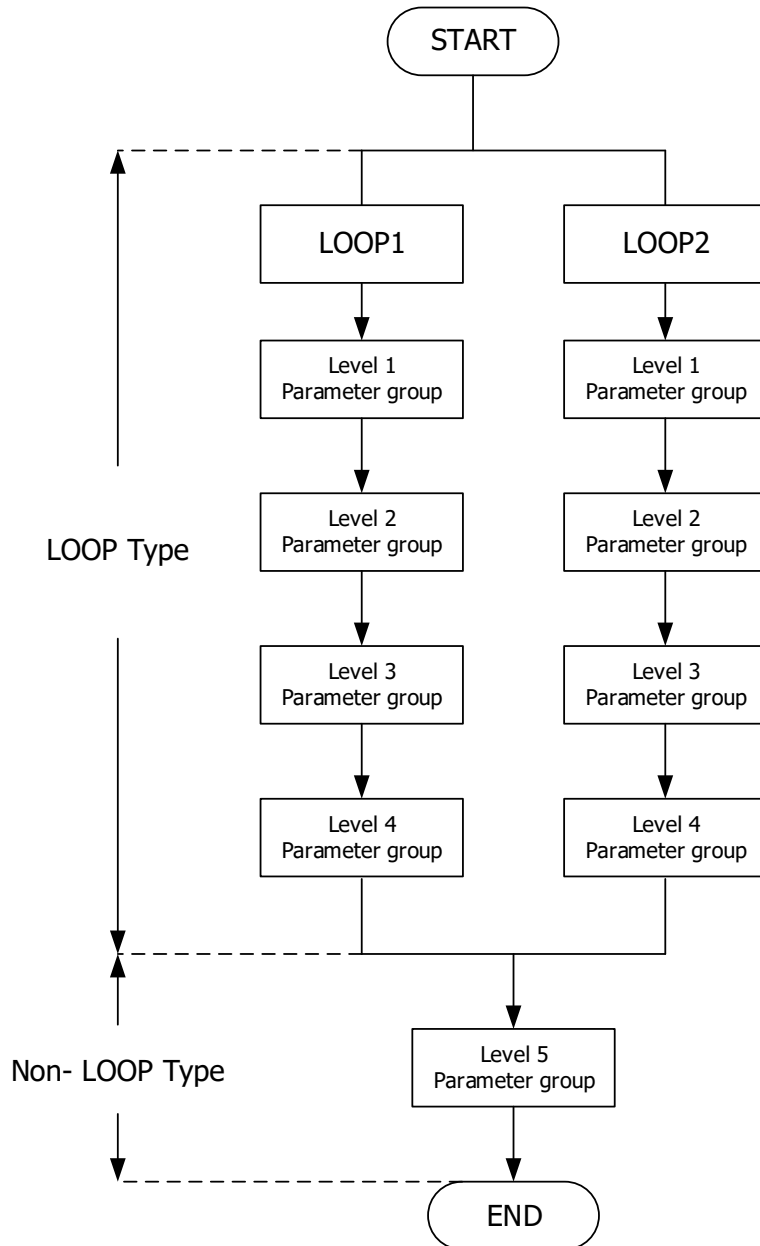 START
LOOP1
LOOP2
Level 1
Parameter group
Level 1
Parameter group
Level 2
Parameter group
Level 2
Parameter group
LOOP Type
Level 3
Parameter group
Level 3
Parameter group
Level 4
Parameter group
Level 4
Parameter group
Level 5
Parameter group
Non- LOOP Type
END